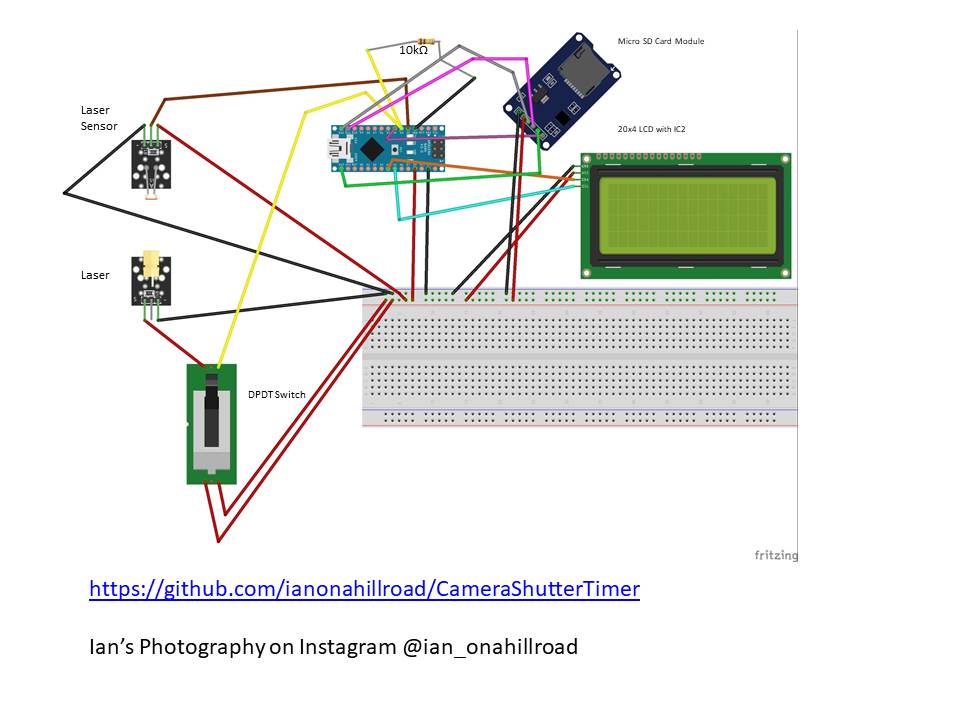 10kΩ
Micro SD Card Module
Laser
Sensor
20x4 LCD with IC2
Laser
DPDT Switch
fritzing
https://github.com/ianonahillroad/CameraShutterTimer
Ian’s Photography on Instagram @ian_onahillroad